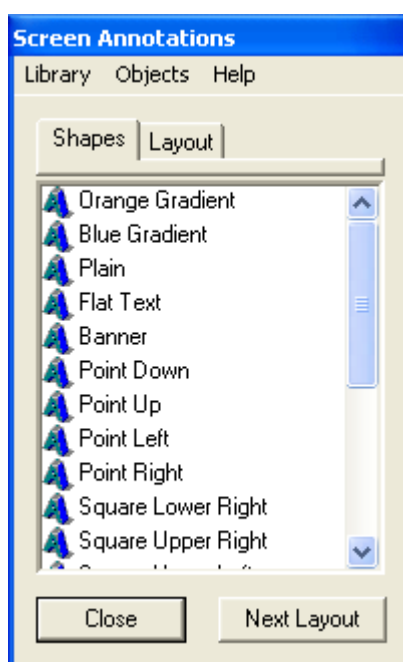 Screen Annotations
Library Objects Help
Shapes Layout
Orange Gradient
Blue Gradient
Plain
Flat Text
Banner
Point Down
Point Up
Point Left
Point Right
Square Lower Right
Square Upper Right
Close Next Layout